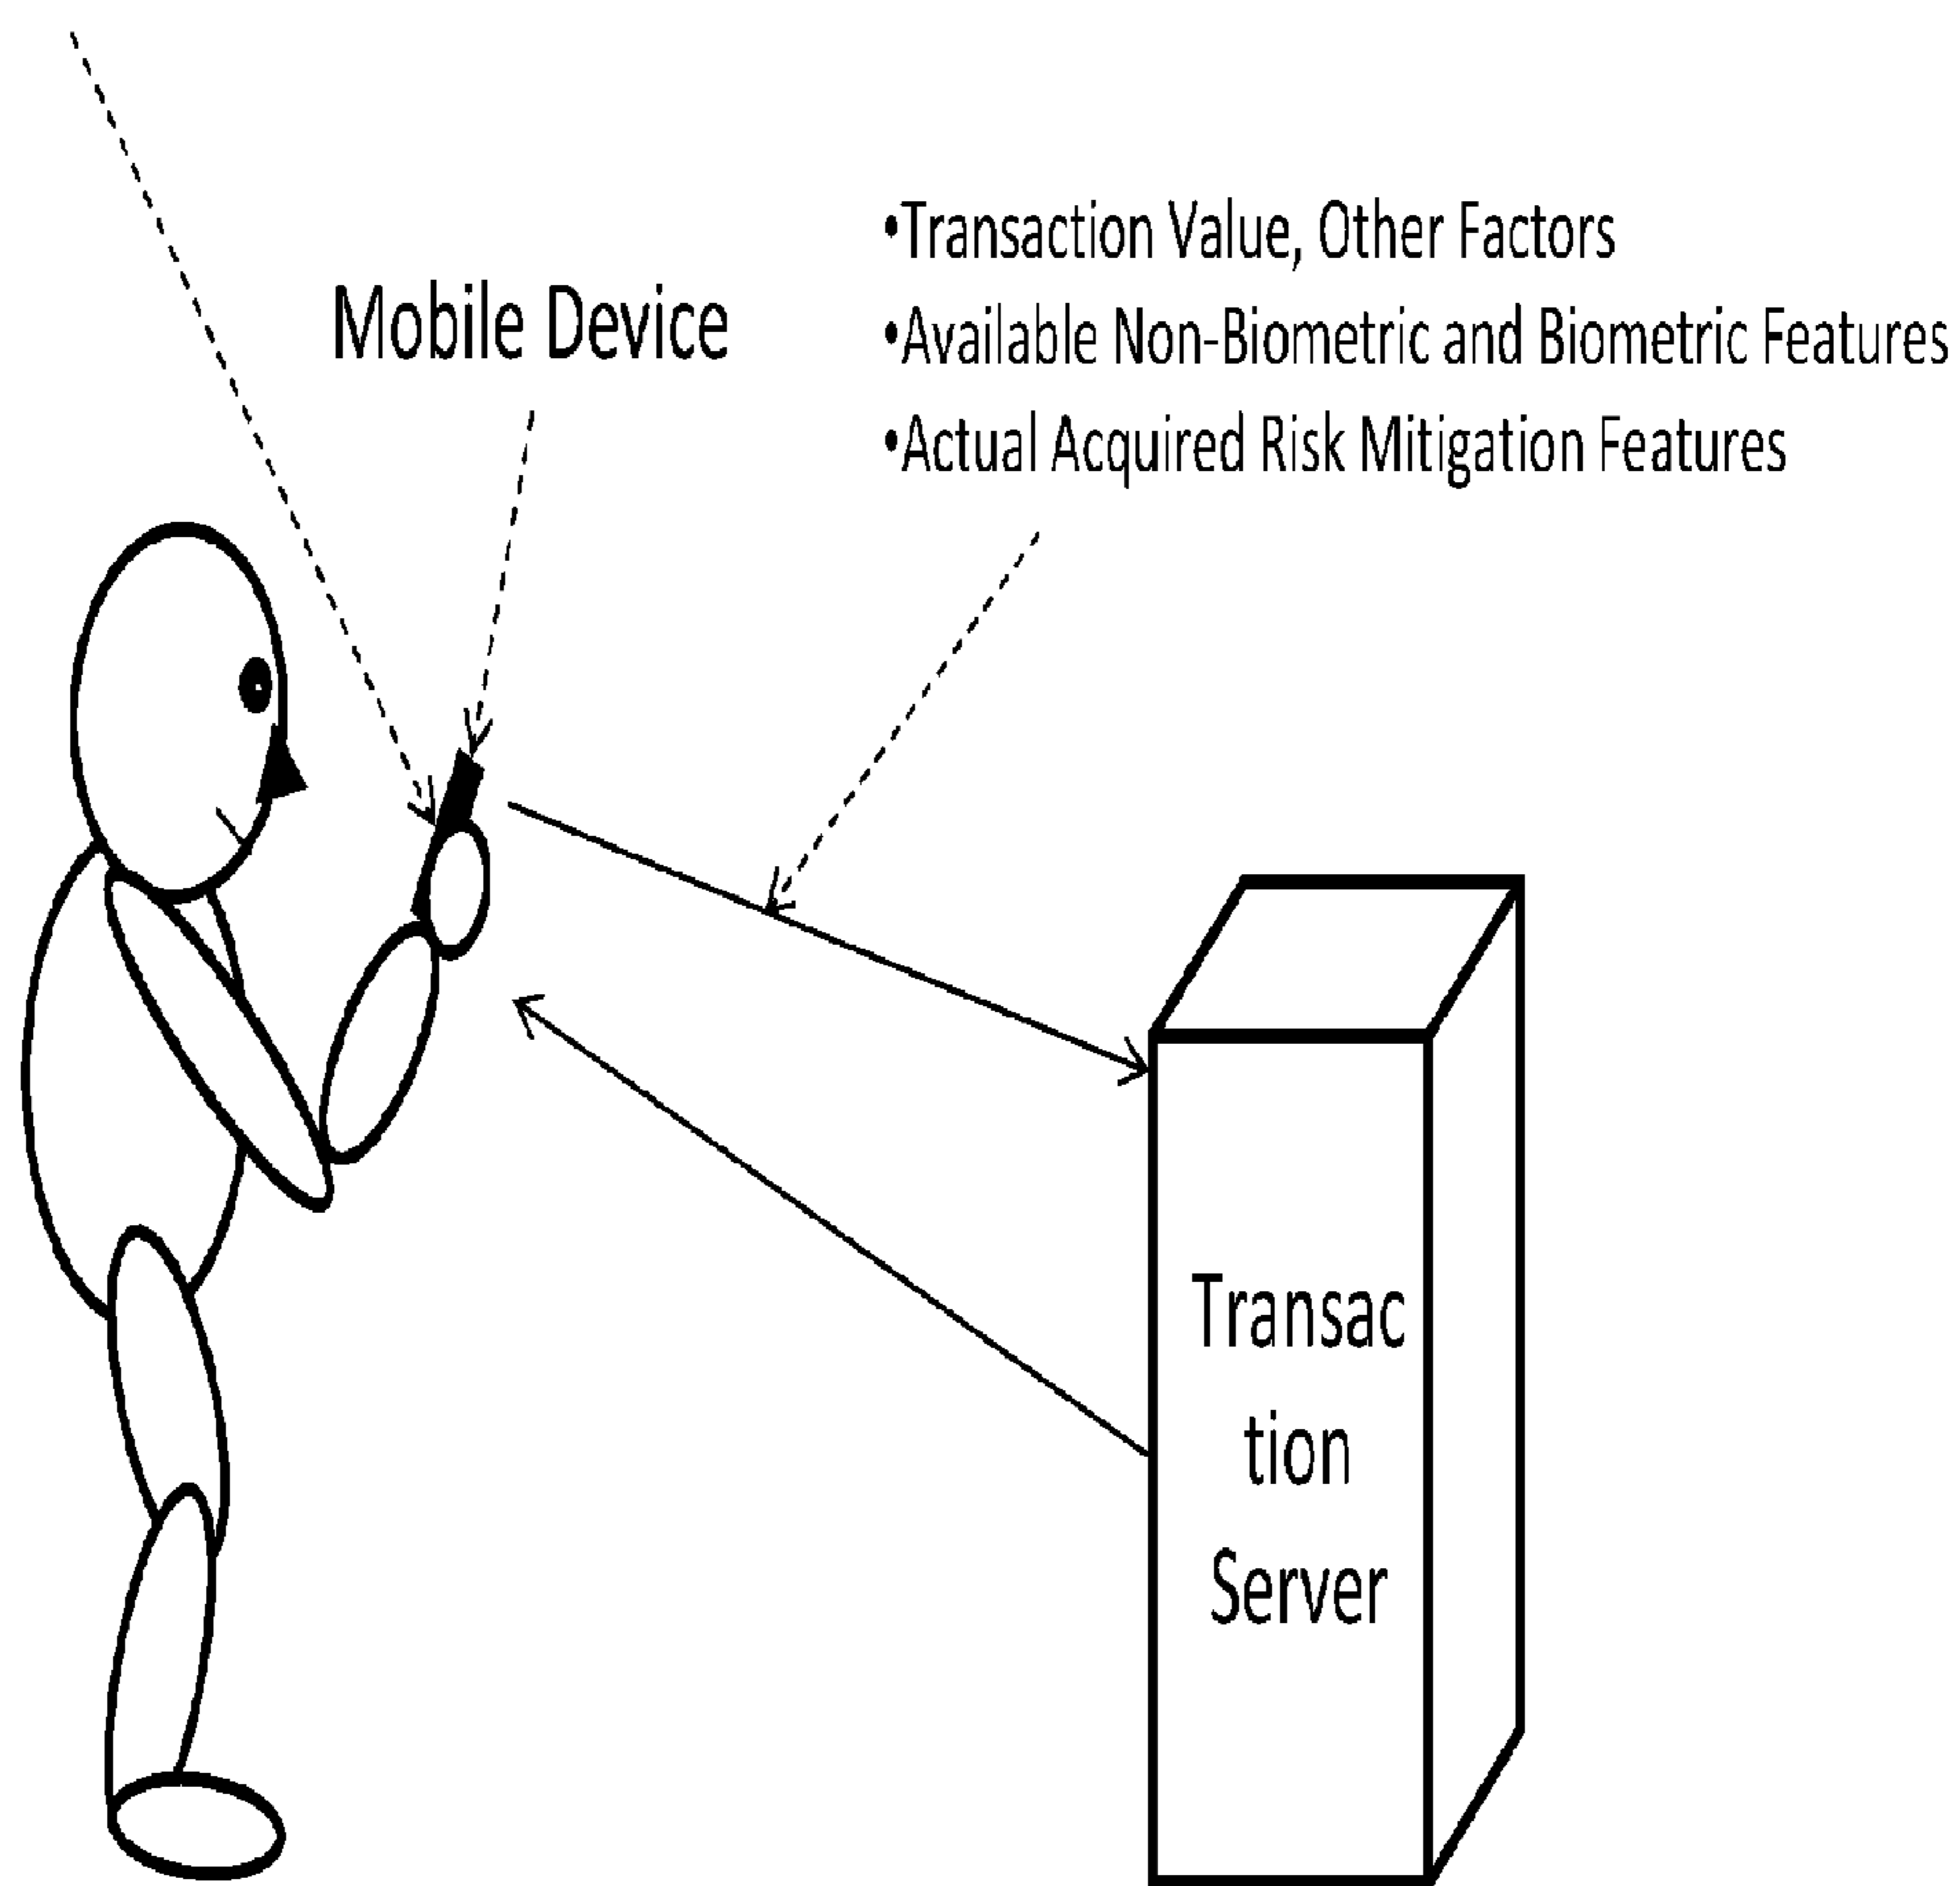 •Transaction Value, Other Factors
Mobile Device
•Available Non-Biometric and Biometric Features
•Actual Acquired Risk Mitigation Features
Transac
tion
Server